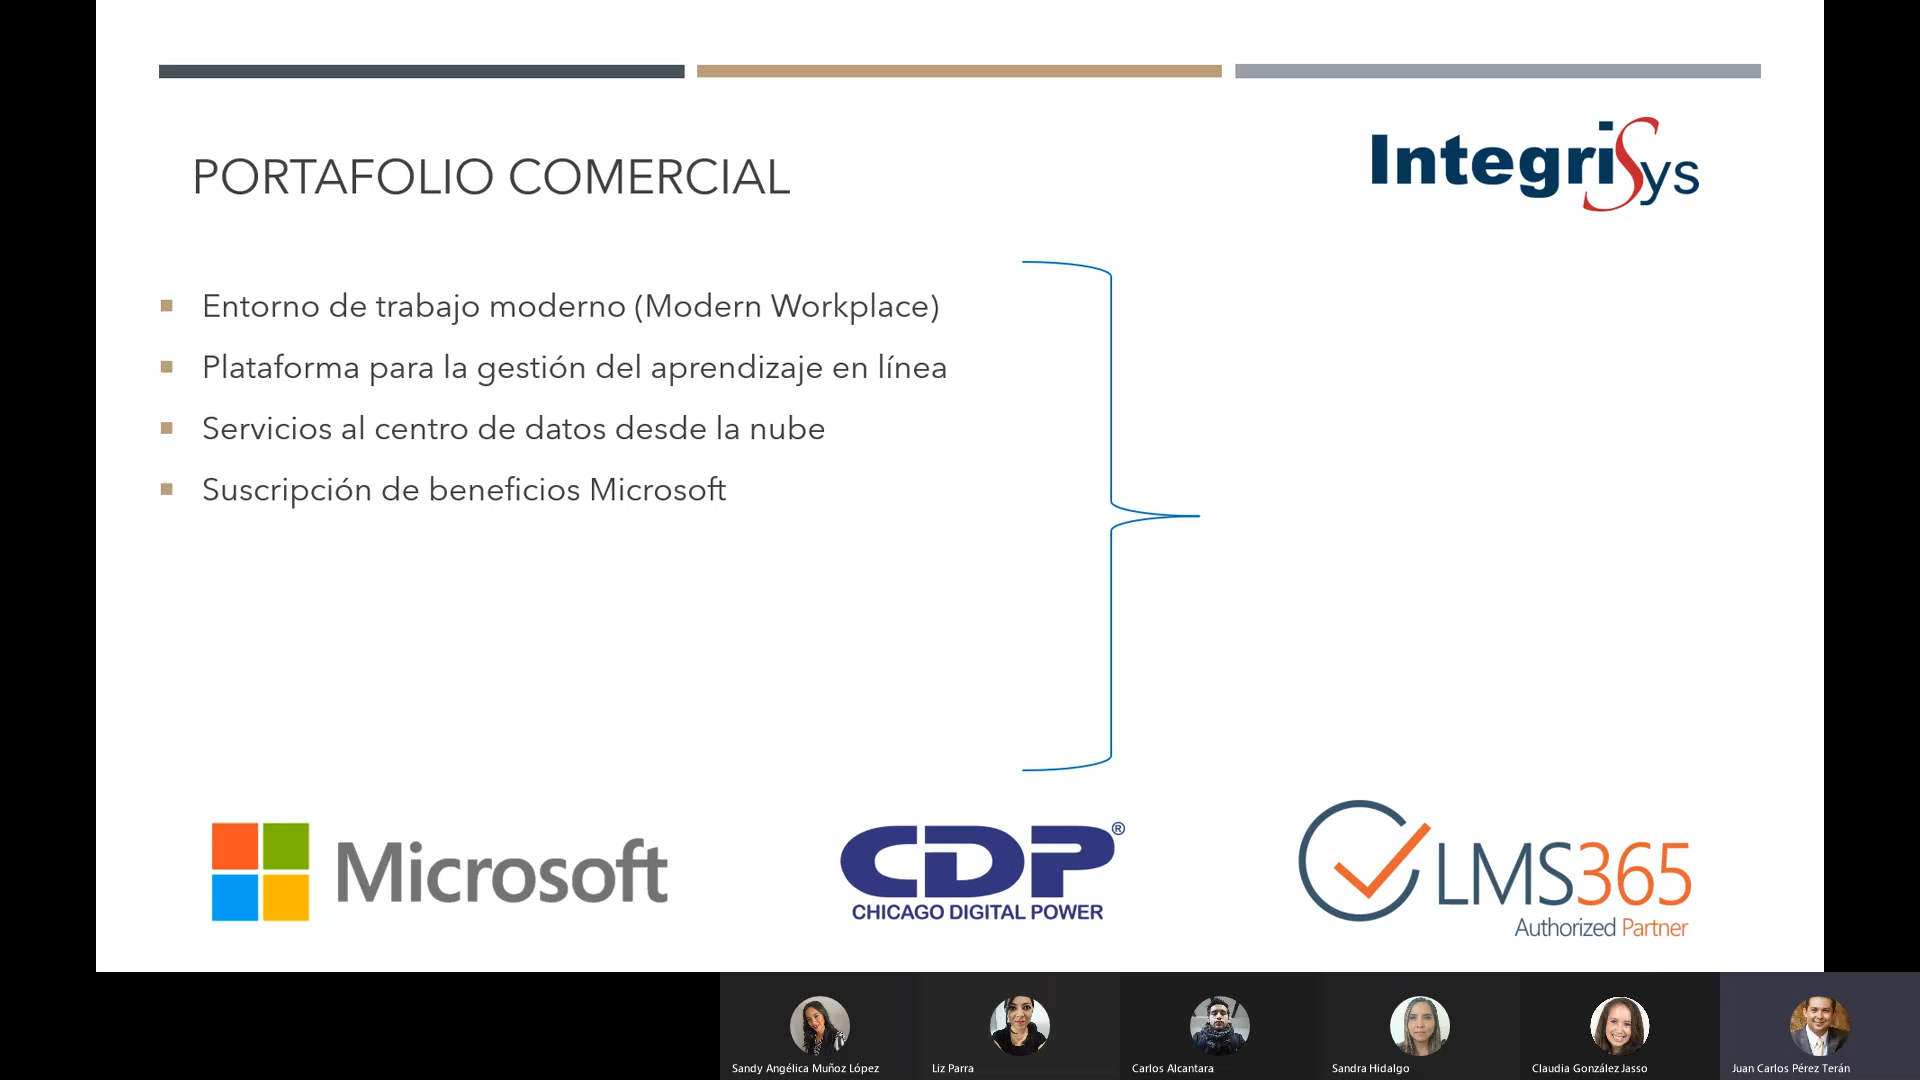 IntegriSys
PORTAFOLIO COMERCIAL
Entorno de trabajo moderno (Modern Workplace)
Plataforma para la gestión del aprendizaje en línea
Servicios al centro de datos desde la nube
Suscripción de beneficios Microsoft
Microsoft
CDP®
CHICAGO DIGITAL POWER
LMS365
Authorized Partner
Sandy Angélica Muñoz López
Liz Parra
Carlos Alcantara
Sandra Hidalgo
Claudia González Jasso
Juan Carlos Pérez Terán